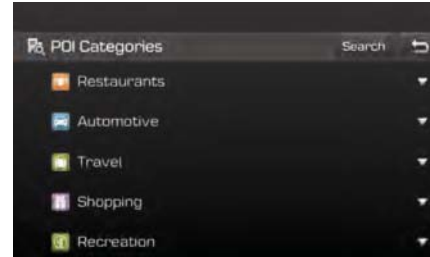 POI Categories Search
Restaurants
Automotive
Travel
Shopping
Recreation